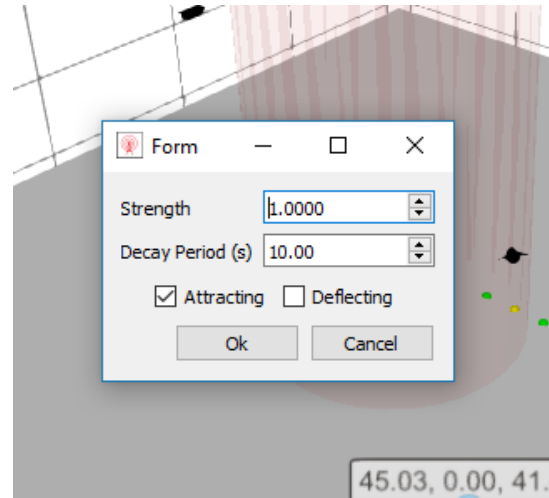 Form
Strength 1.0000
Decay Period (s) 10.00
Attracting Deflecting
Ok Cancel
45.03, 0.00, 41.